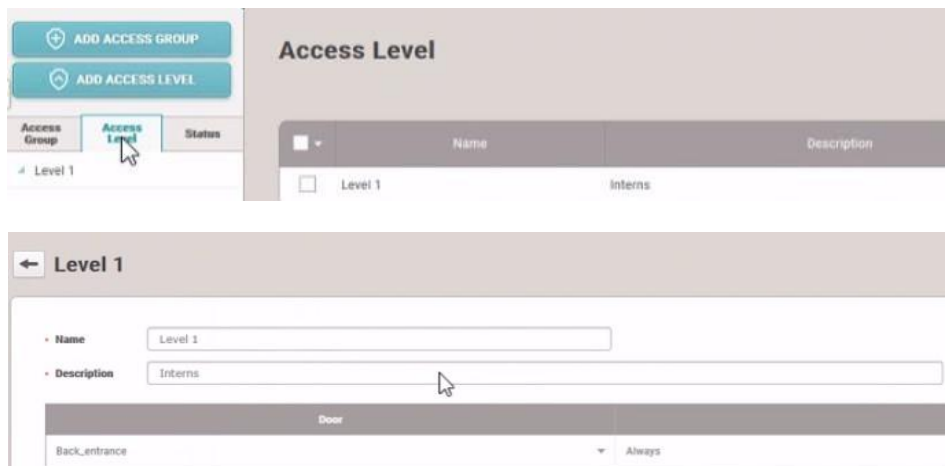 ADD ACCESS GROUP
ADD ACCESS LEVEL
Access Group
Access Level
Status
Level 1
Access Level
Name Description
Level 1 Interns
Level 1
Name Level 1
Description Interns
Door
Back_entrance Always